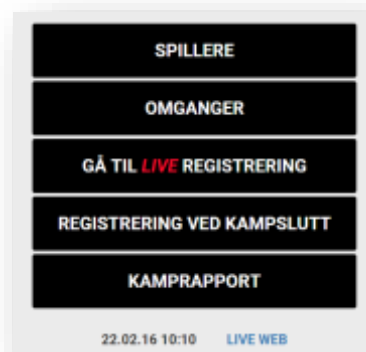 SPILLERE
OMGANGER
GÅ TIL LIVE REGISTRERING
REGISTRERING VED KAMPSLUTT
KAMPRAPPORT
22.02.16 10:10 LIVE WEB